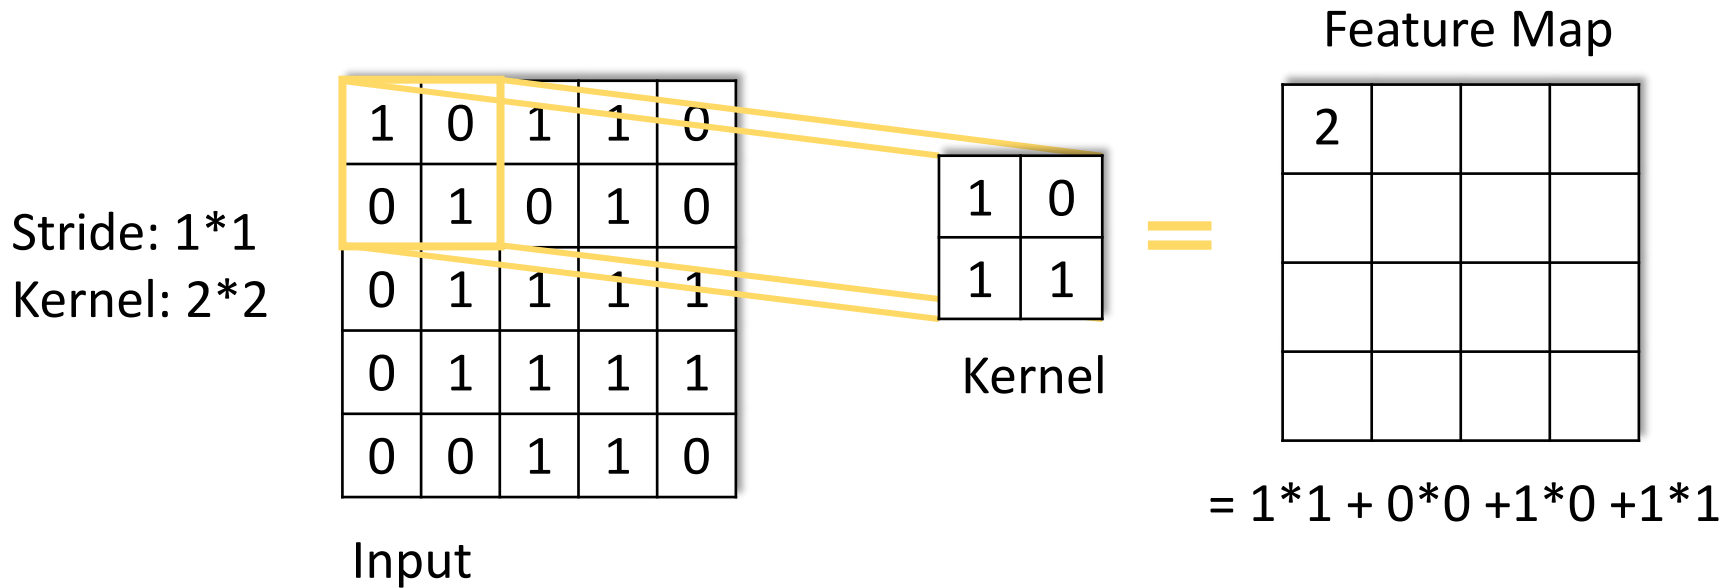 Feature Map
1 0 1 1 0
0 1 0 1 0
0 1 1 1 1
0 1 1 1 1
0 0 1 1 0
Input
Stride: 1*1
Kernel: 2*2
1 0
1 1
Kernel
=
2
= 1*1 + 0*0 +1*0 +1*1